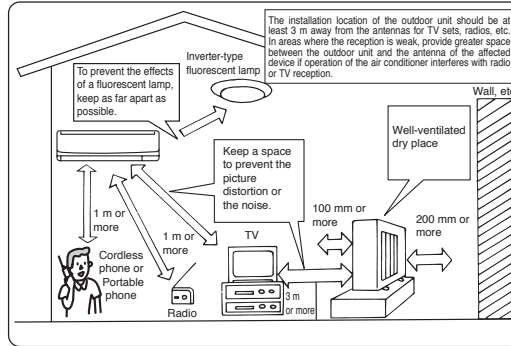 The installation location of the outdoor unit should be at
least 3 m away from the antennas for TV sets, radios, etc.
In areas where the reception is weak, provide greater space
between the outdoor unit and the antenna of the affected
device if operation of the air conditioner interferes with radio
or TV reception.
Inverter-type
fluorescent lamp
To prevent the effects
of a fluorescent lamp,
keep as far apart as
possible.
Wall, etc
Well-ventilated
dry place
Keep a space
to prevent the
picture
distortion or
the noise.
1 m or
more
1 m or
more
TV
100 mm or
more
200 mm or
more
Cordless
phone or
Portable
phone
Radio
3 m
or more